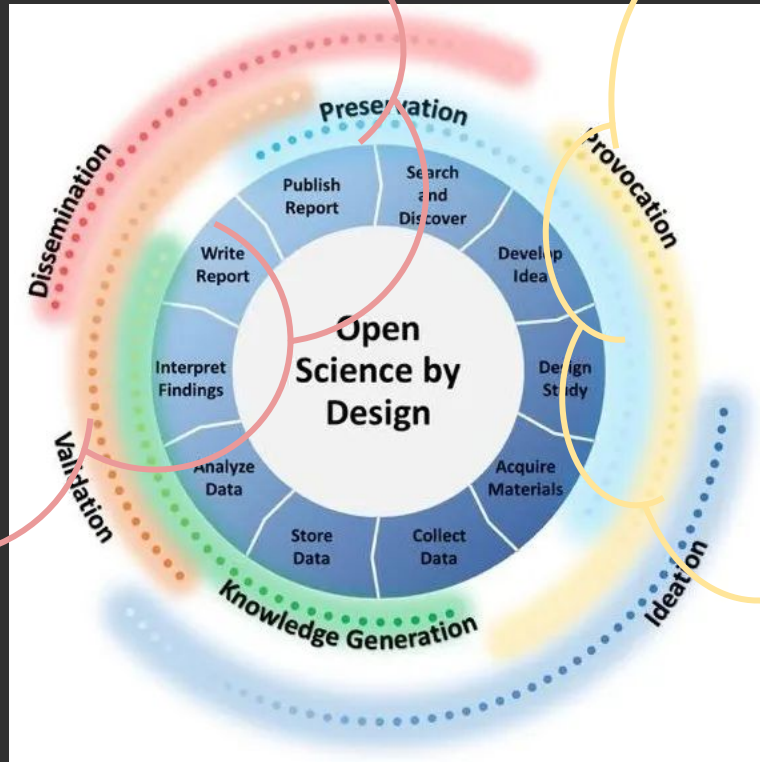 Preservation
Provocation
Dissemination
Validation
Knowledge Generation
Ideation
Publish
Report
Search
and
Discover
Develop
Idea
Design
Study
Acquire
Materials
Collect
Data
Store
Data
Analyze
Data
Interpret
Findings
Write
Report
Open
Science by
Design